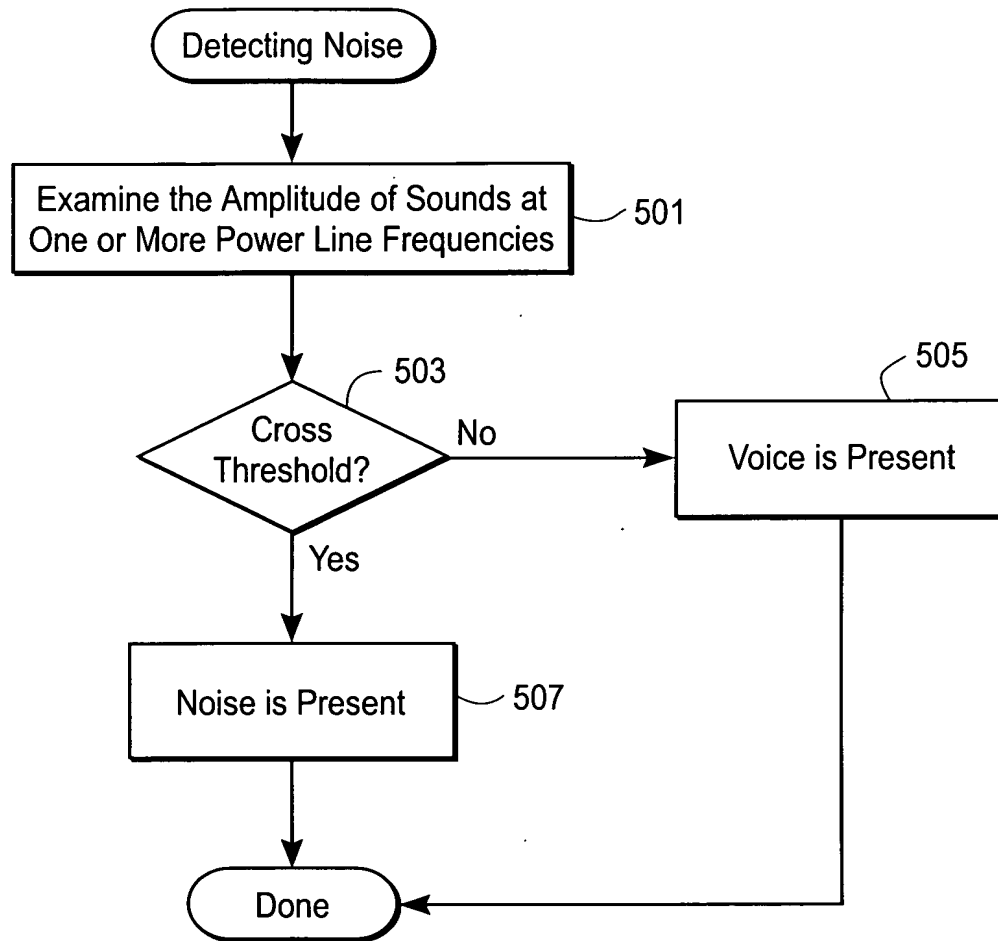 Detecting Noise
Examine the Amplitude of Sounds at
One or More Power Line Frequencies
501
503
Cross
Threshold?
No
505
Voice is Present
Yes
Noise is Present
507
Done